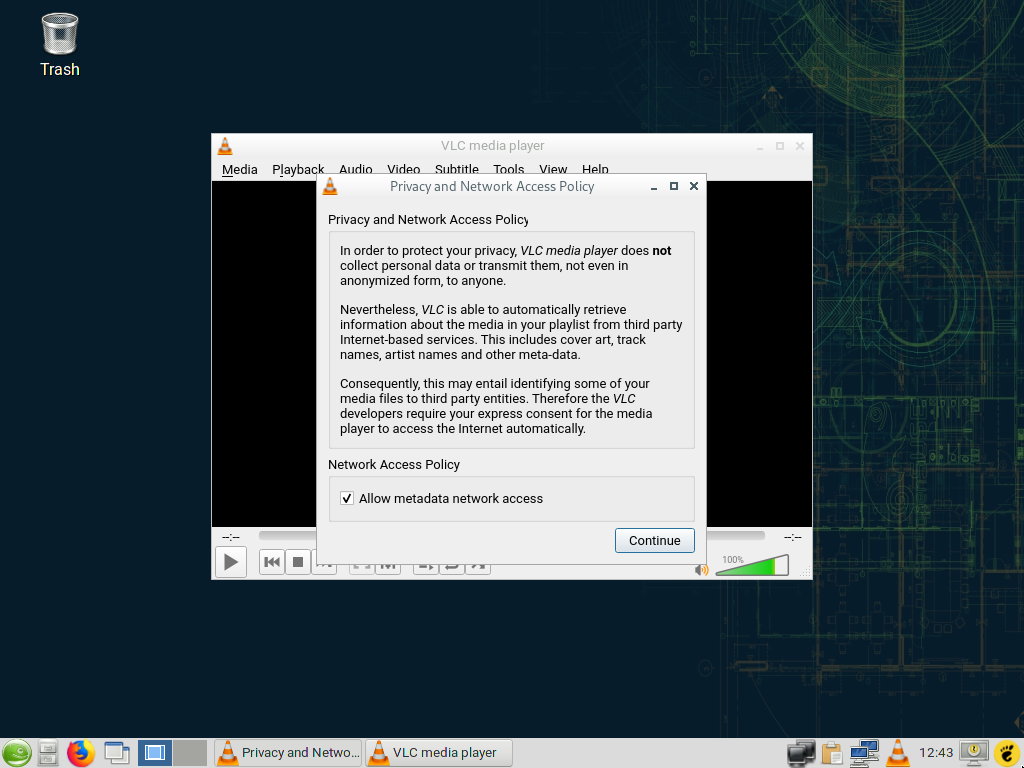 Trash
VLC media player
Media Playback Audio Video Subtitle Tools View Help
Privacy and Network Access Policy
Privacy and Network Access Policy
In order to protect your privacy, VLC media player does not
collect personal data or transmit them, not even in
anonymized form, to anyone.
Nevertheless, VLC is able to automatically retrieve
information about the media in your playlist from third party
Internet-based services. This includes cover art, track
names, artist names and other meta-data.
Consequently, this may entail identifying some of your
media files to third party entities. Therefore the VLC
developers require your express consent for the media
player to access the Internet automatically.
Network Access Policy
Allow metadata network access
Continue
--:-- --:--
100%
Privacy and Netwo... VLC media player 12:43